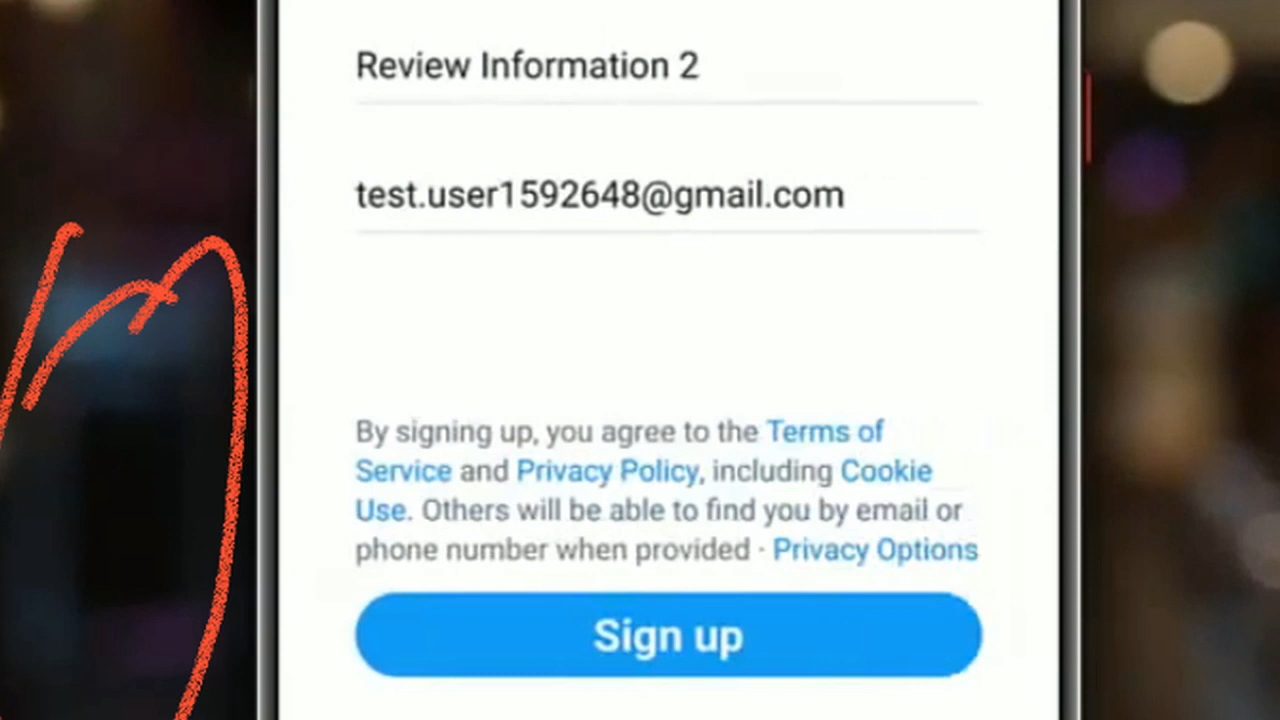 Review Information 2
test.user1592648@gmail.com
By signing up, you agree to the Terms of
Service and Privacy Policy, including Cookie
Use. Others will be able to find you by email or
phone number when provided · Privacy Options
Sign up